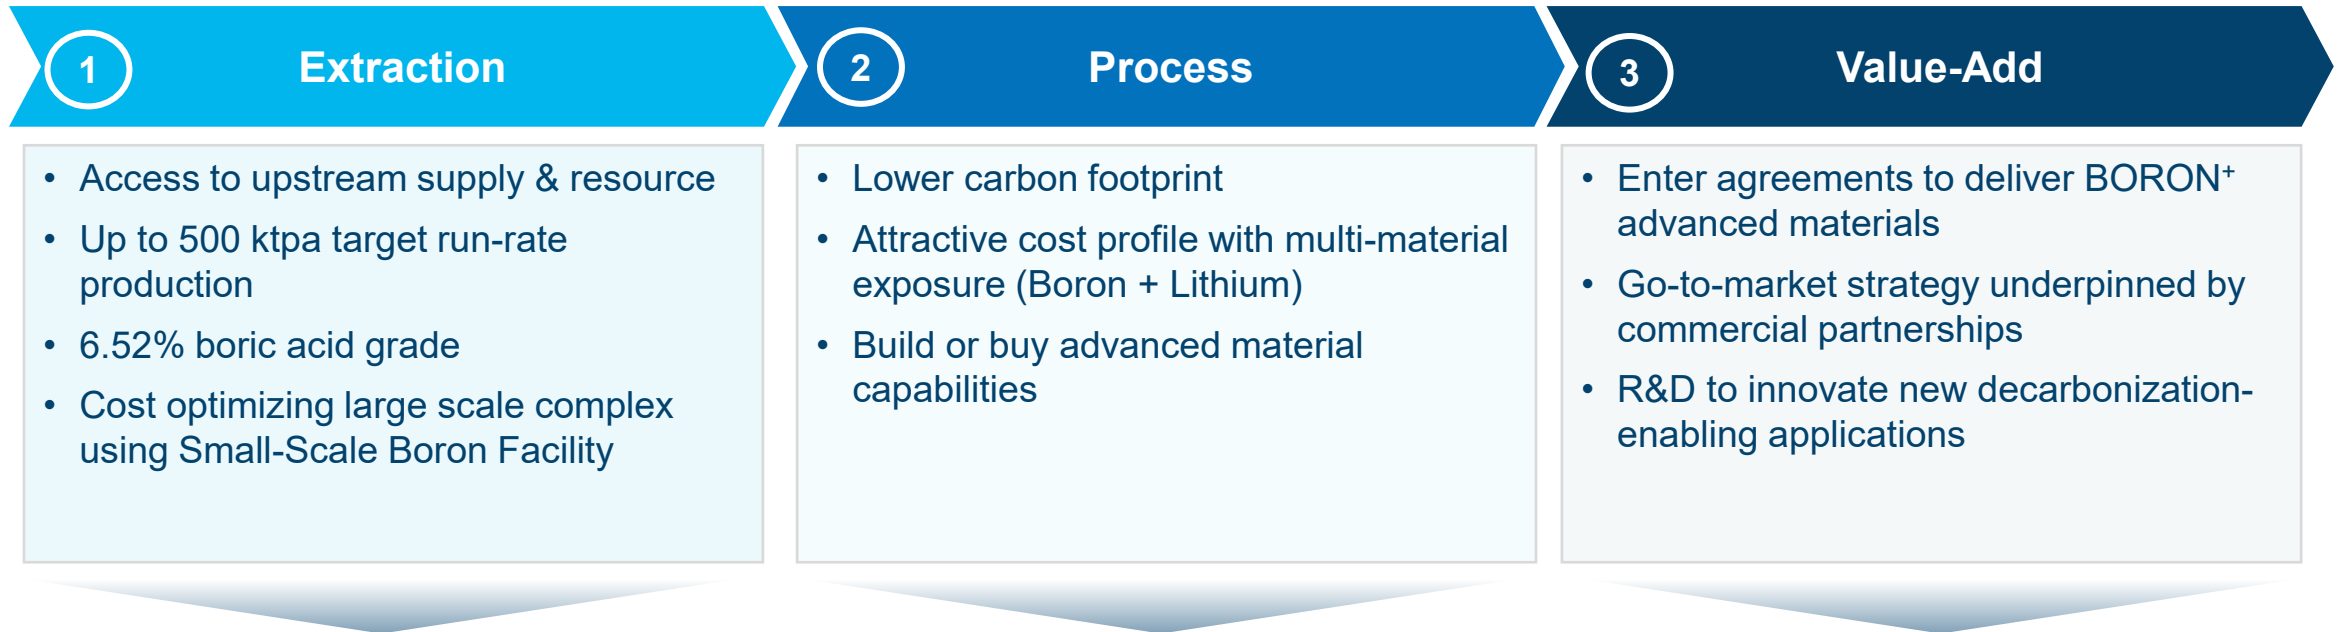 1
Extraction
• Access to upstream supply & resource
• Up to 500 ktpa target run-rate
production
• 6.52% boric acid grade
• Cost optimizing large scale complex
using Small-Scale Boron Facility
2
Process
• Lower carbon footprint
• Attractive cost profile with multi-material
exposure (Boron + Lithium)
• Build or buy advanced material
capabilities
3
Value-Add
• Enter agreements to deliver BORON⁺
advanced materials
• Go-to-market strategy underpinned by
commercial partnerships
• R&D to innovate new decarbonization-
enabling applications